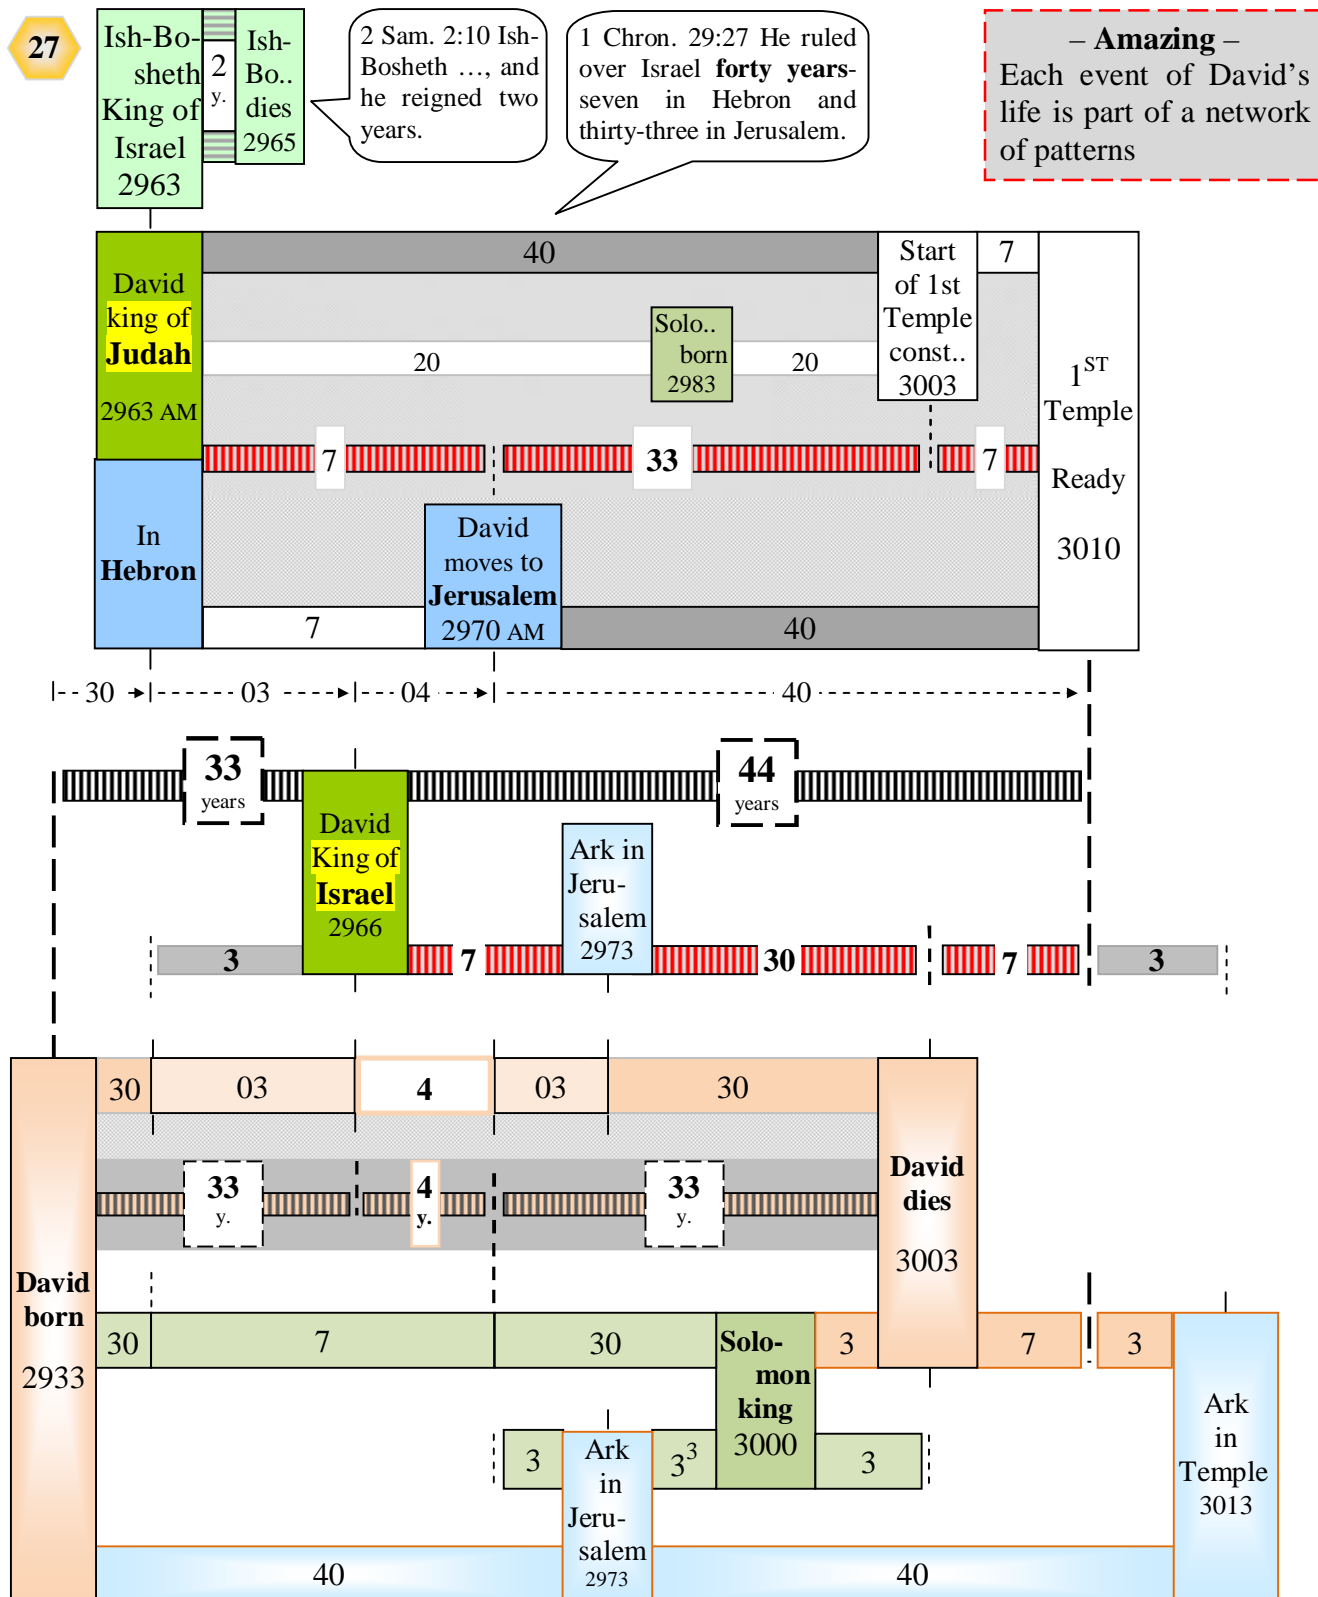 27
Ish-Bo-
sheth
King of
Israel
2963
2
y.
Ish-
Bo..
dies
2965
2 Sam. 2:10 Ish-
Bosheth …, and
he reigned two
years.
1 Chron. 29:27 He ruled
over Israel forty years-
seven in Hebron and
thirty-three in Jerusalem.
– Amazing –
Each event of David’s
life is part of a network
of patterns
David
king of
Judah
2963 AM
40
Start
of 1st
Temple
const..
3003
7
20
Solo..
born
2983
20
1ST
Temple
Ready
3010
7
33
7
In
Hebron
David
moves to
Jerusalem
2970 AM
7
40
30
03
04
40
33
years
44
years
David
King of
Israel
2966
Ark in
Jeru-
salem
2973
3
7
30
7
3
30
03
4
03
30
33
y.
4
y.
33
y.
David
dies
3003
David
born
2933
30
7
30
Solo-
mon
king
3000
3
7
3
3
Ark
in
Jeru-
salem
2973
3³
3
Ark
in
Temple
3013
40
40